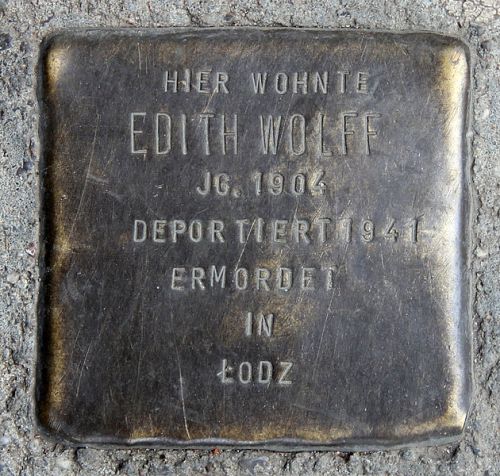 HIER WOHNTE
EDITH WOLFF
JG. 1904
DEPORTIERT 1941
ERMORDET
IN
ŁODZ